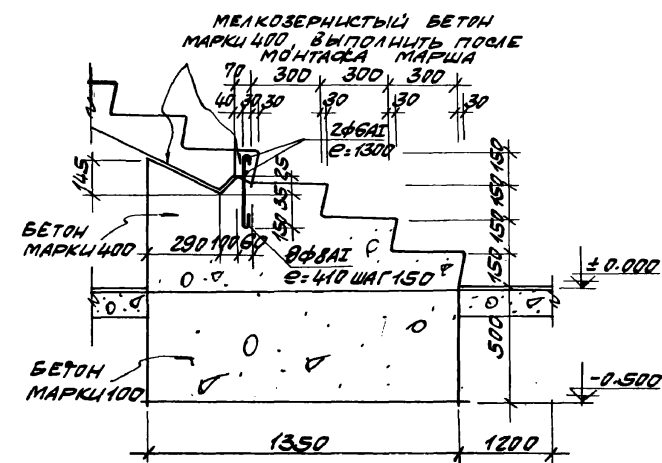 МЕЛКОЗЕРНИСТЫЙ БЕТОН
МАРКИ 400 ВЫПОЛНИТЬ ПОСЛЕ
МОНТАЖА МАРША
70 300 300 300
40 30 30 30 30 30
2ф6АI
ℓ=1300
145
25
35
150
150
150
150
150
БЕТОН
МАРКИ 400
290 100 60
8ф8АI
ℓ=410 ШАГ 150
±0.000
500
БЕТОН
МАРКИ 100
-0.500
1350 1200